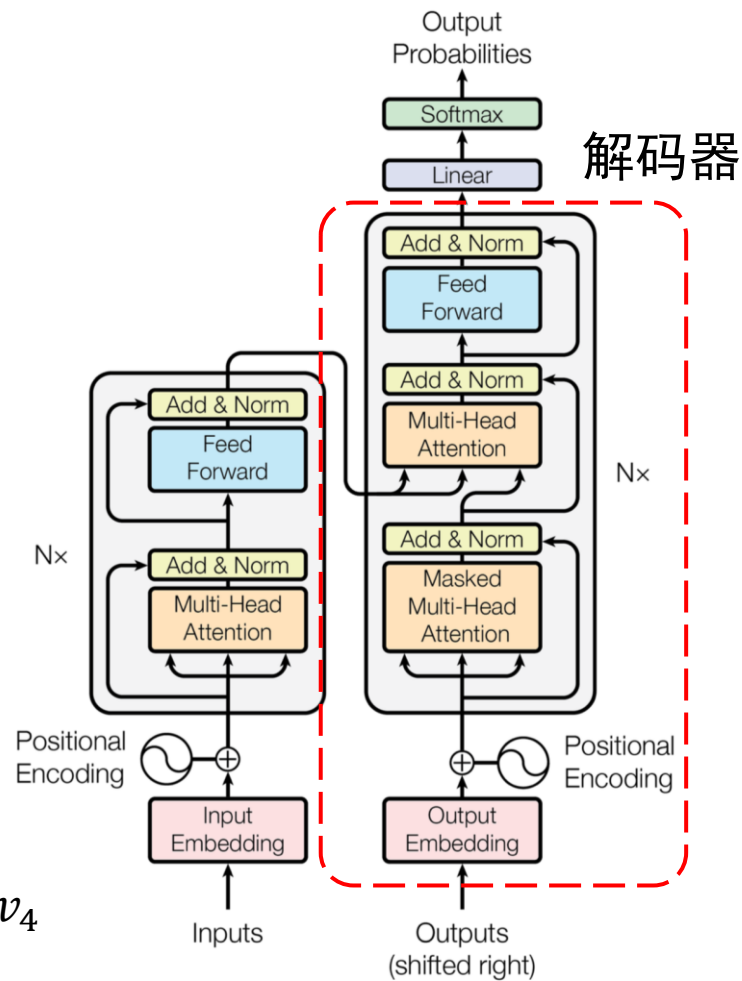 Output
Probabilities
Softmax
解码器
Linear
Add & Norm
Feed
Forward
Add & Norm
Multi-Head
Attention
N×
Add & Norm
Masked
Multi-Head
Attention
Positional
Encoding
Output
Embedding
Outputs
(shifted right)
Add & Norm
Feed
Forward
N×
Add & Norm
Multi-Head
Attention
Positional
Encoding
Input
Embedding
v₄
Inputs